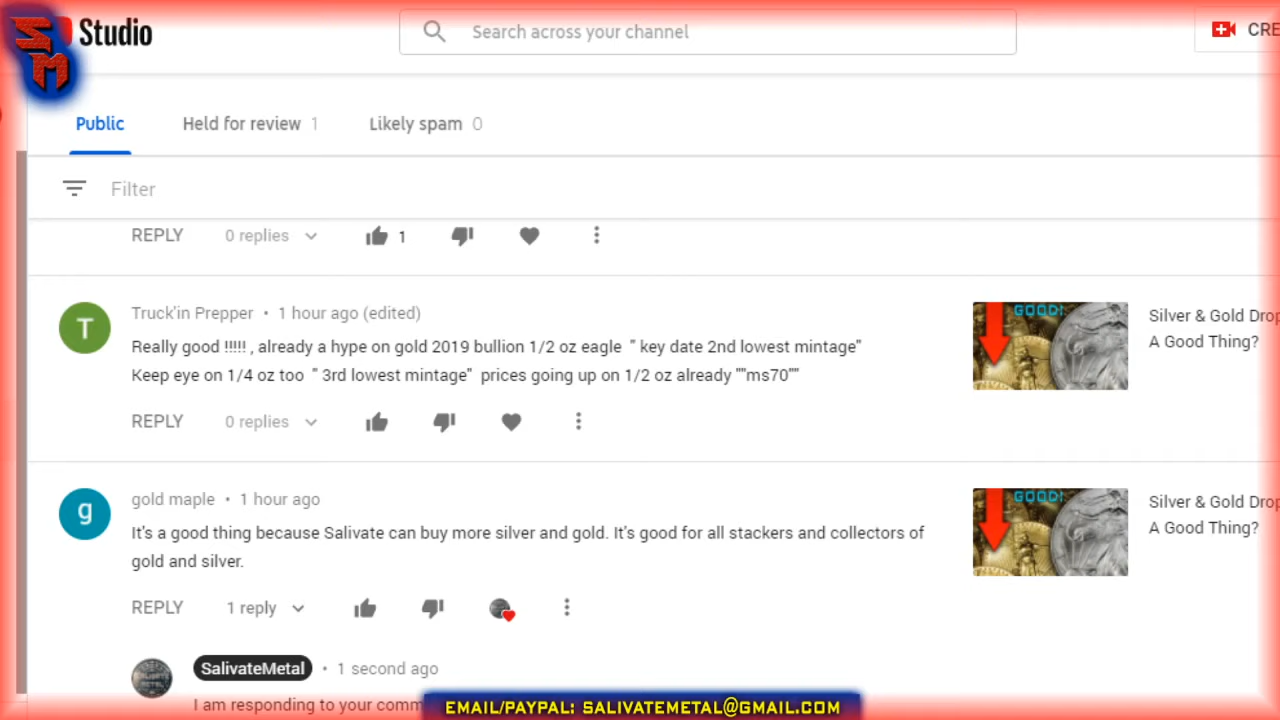 SM
Studio
Search across your channel
CRE
Public
Held for review 1
Likely spam 0
Filter
REPLY 0 replies 1
T
Truck'in Prepper • 1 hour ago (edited)
Really good !!!!! , already a hype on gold 2019 bullion 1/2 oz eagle " key date 2nd lowest mintage"
Keep eye on 1/4 oz too " 3rd lowest mintage" prices going up on 1/2 oz already ""ms70""
REPLY 0 replies
GOOD!
Silver & Gold Drop
A Good Thing?
g
gold maple • 1 hour ago
It's a good thing because Salivate can buy more silver and gold. It's good for all stackers and collectors of
gold and silver.
REPLY 1 reply
GOOD!
Silver & Gold Drop
A Good Thing?
SALIVATE
METAL
SalivateMetal • 1 second ago
I am responding to your comm
EMAIL/PAYPAL: SALIVATEMETAL@GMAIL.COM